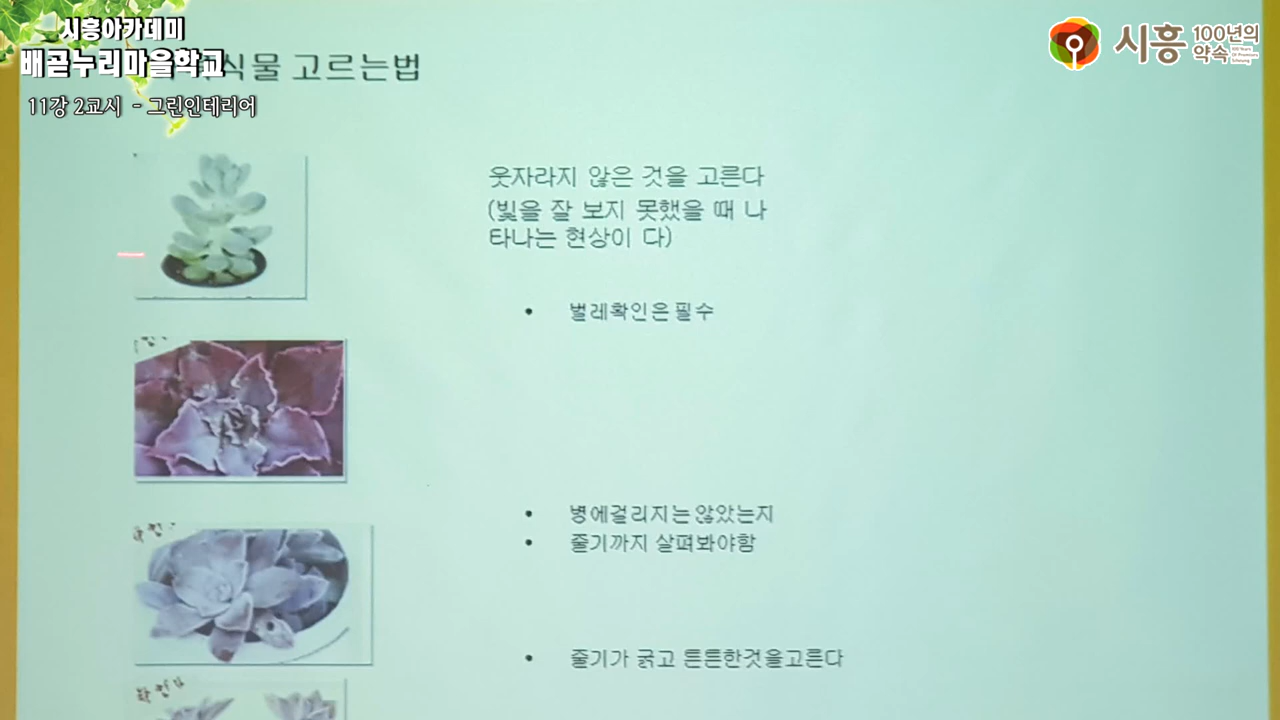 시흥아카데미
배곧누리마을학교
11강 2교시 - 그린인테리어
시흥 100년의 약속
식물 고르는법
웃자라지 않은 것을 고른다
(빛을 잘 보지 못했을 때 나
타나는 현상이 다)
• 벌레확인은 필수
• 병에걸리지는 않았는지
• 줄기까지 살펴봐야함
• 줄기가 굵고 튼튼한것을고른다